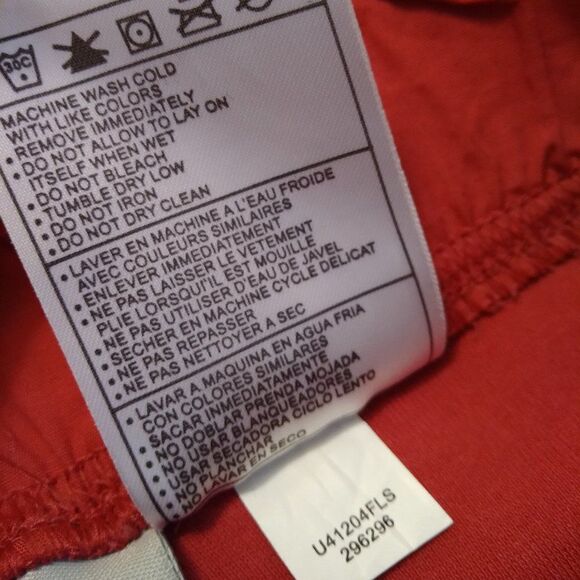 30C
MACHINE WASH COLD
WITH LIKE COLORS
• REMOVE IMMEDIATELY
• DO NOT ALLOW TO LAY ON
ITSELF WHEN WET
• DO NOT BLEACH
• TUMBLE DRY LOW
• DO NOT IRON
• DO NOT DRY CLEAN
• LAVER EN MACHINE A L'EAU FROIDE
AVEC COULEURS SIMILAIRES
• ENLEVER IMMEDIATEMENT
• NE PAS LAISSER LE VETEMENT
PLIE LORSQU'IL EST MOUILLE
• NE PAS UTILISER D'EAU DE JAVEL
• SECHER EN MACHINE CYCLE DELICAT
• NE PAS REPASSER
• NE PAS NETTOYER A SEC
• LAVAR A MAQUINA EN AGUA FRIA
CON COLORES SIMILARES
• SACAR INMEDIATAMENTE
• NO DOBLAR PRENDA MOJADA
• NO USAR BLANQUEADORES
• USAR SECADORA CICLO LENTO
• NO PLANCHAR
• NO LAVAR EN SECO
U41204FLS
296296